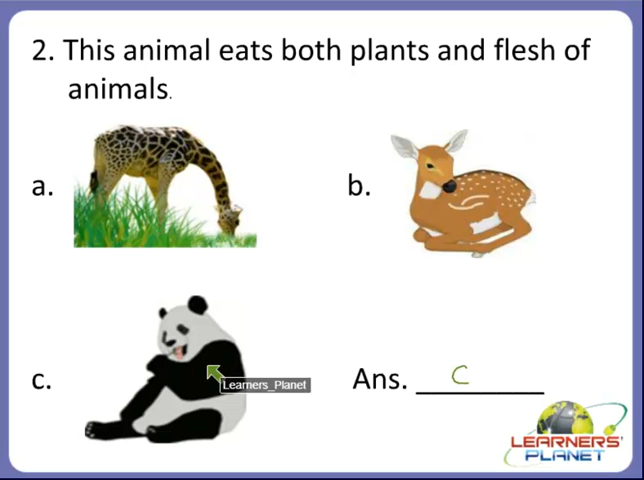 2. This animal eats both plants and flesh of
animals.
a.
b.
c.
Learners_Planet
Ans. C
LEARNERS'
PLANET